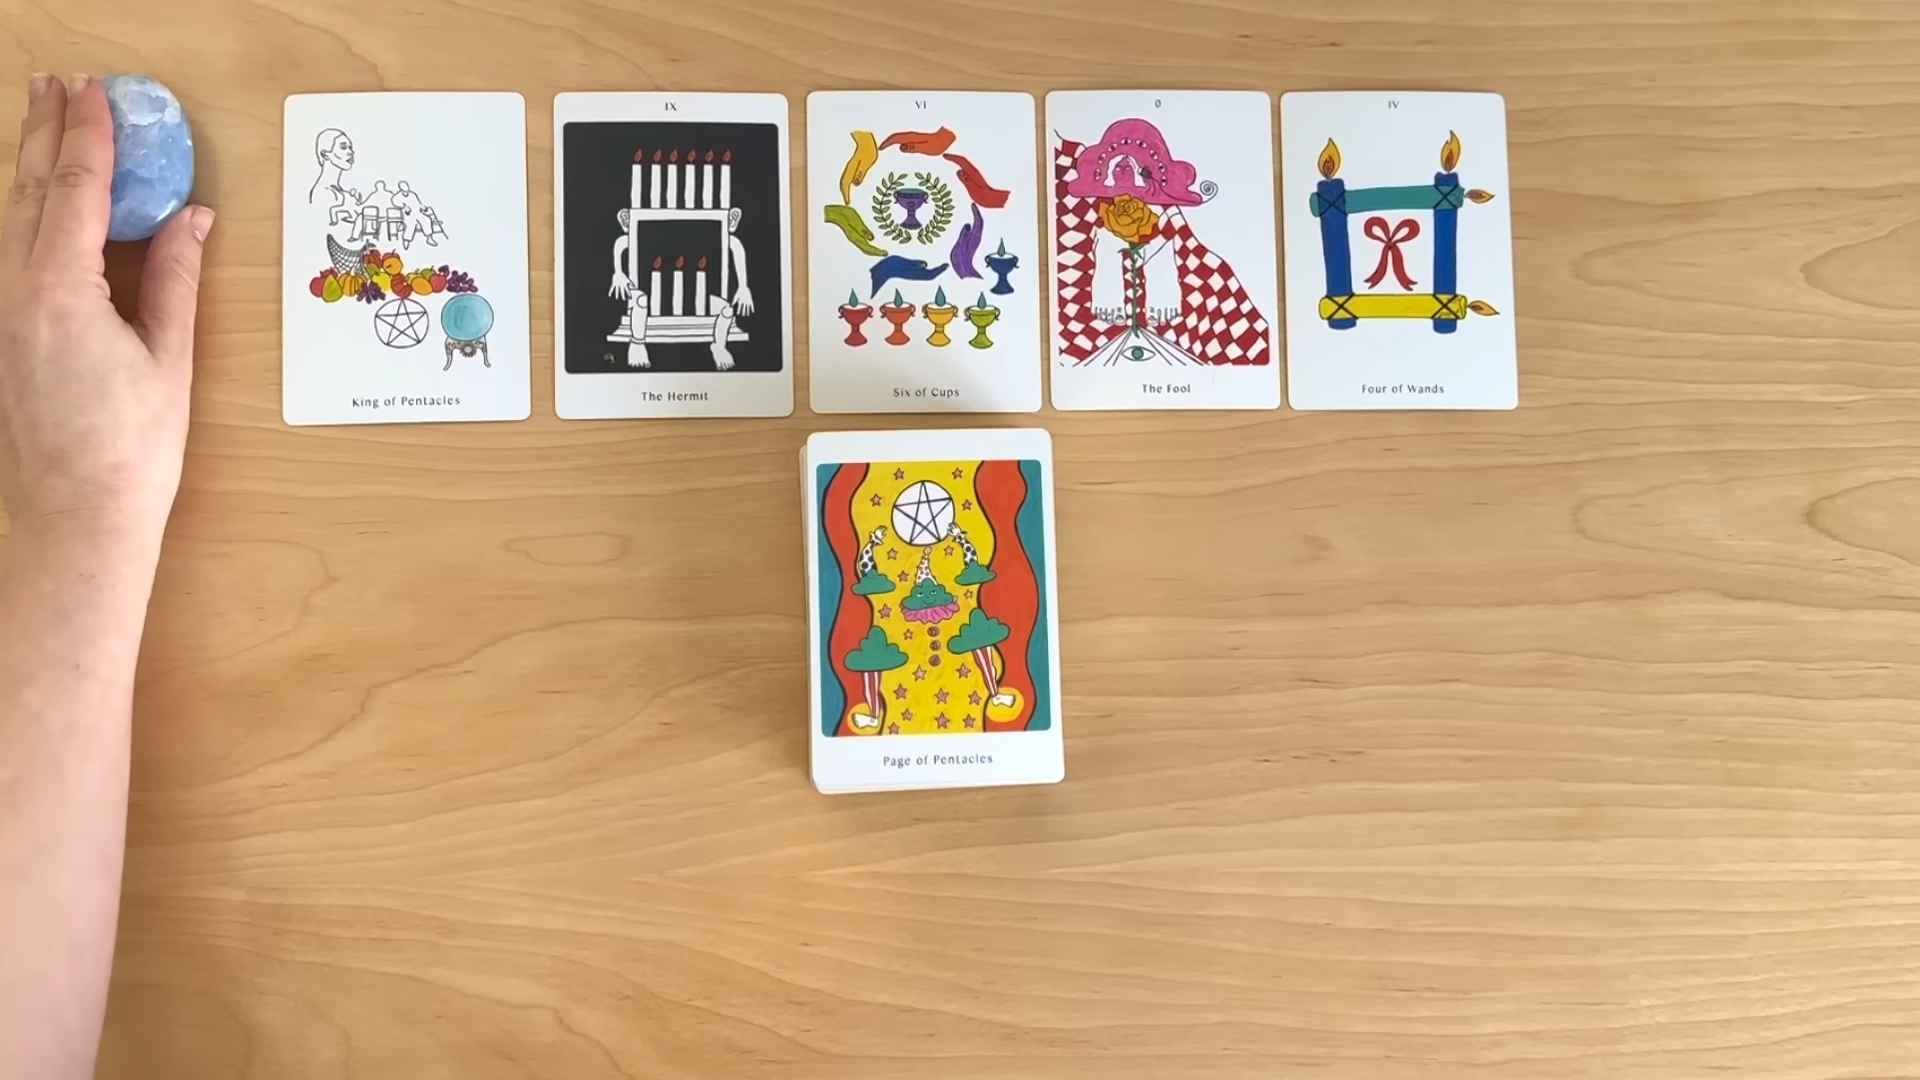 King of Pentacles
IX
The Hermit
VI
Six of Cups
0
The Fool
IV
Four of Wands
Page of Pentacles